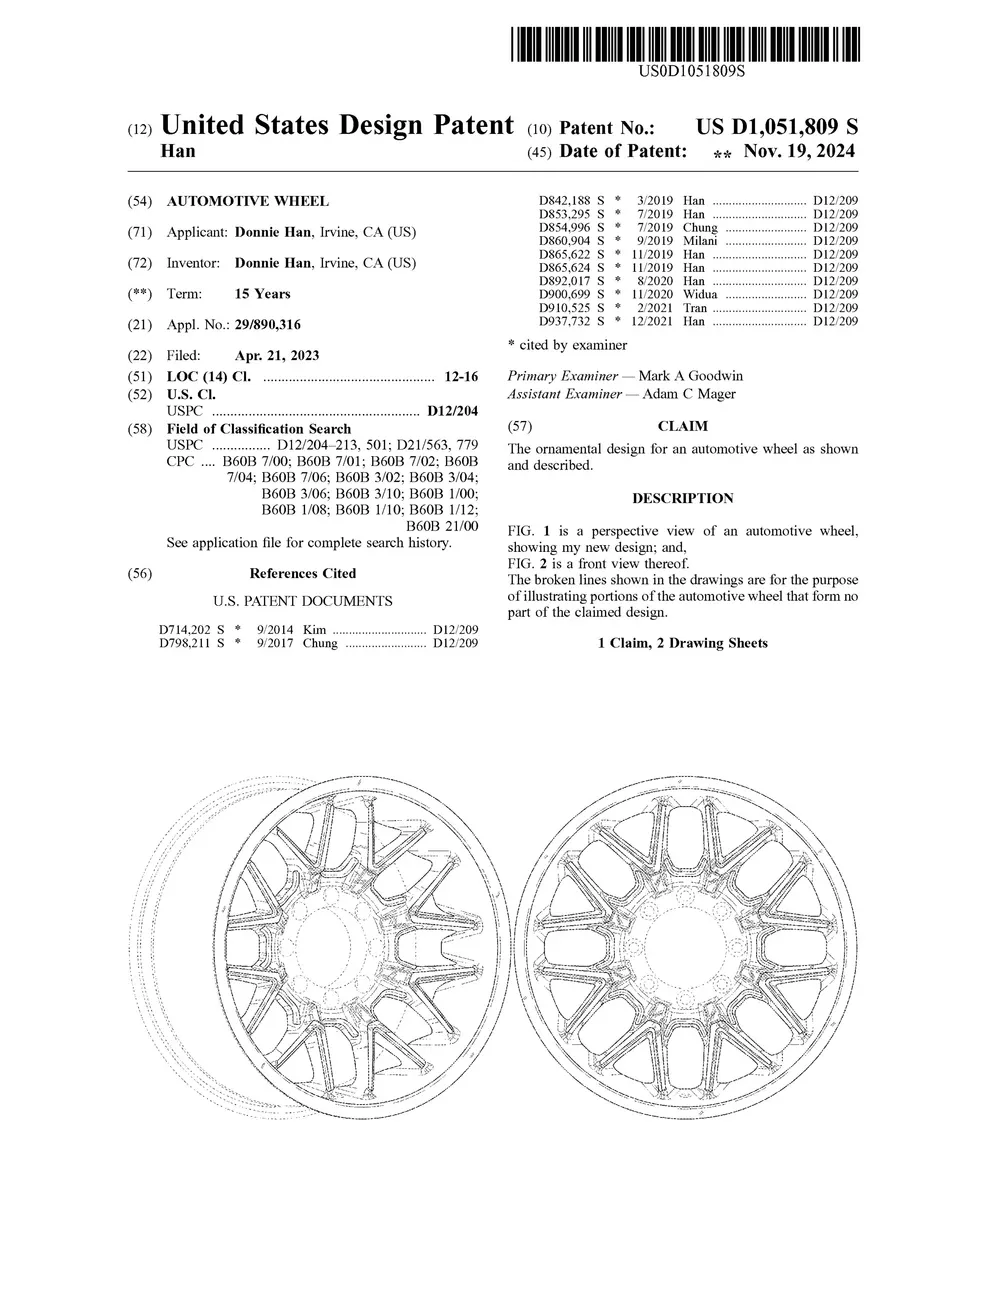 US0D1051809S
(12) United States Design Patent
Han
(10) Patent No.: US D1,051,809 S
(45) Date of Patent: ** Nov. 19, 2024
(54) AUTOMOTIVE WHEEL
(71) Applicant: Donnie Han, Irvine, CA (US)
(72) Inventor: Donnie Han, Irvine, CA (US)
(**) Term: 15 Years
(21) Appl. No.: 29/890,316
(22) Filed: Apr. 21, 2023
(51) LOC (14) Cl. .............................................. 12-16
(52) U.S. Cl.
USPC ........................................................ D12/204
(58) Field of Classification Search
USPC ................ D12/204–213, 501; D21/563, 779
CPC .... B60B 7/00; B60B 7/01; B60B 7/02; B60B
7/04; B60B 7/06; B60B 3/02; B60B 3/04;
B60B 3/06; B60B 3/10; B60B 1/00;
B60B 1/08; B60B 1/10; B60B 1/12;
B60B 21/00
See application file for complete search history.
(56) References Cited
U.S. PATENT DOCUMENTS
D714,202 S * 9/2014 Kim ............................. D12/209
D798,211 S * 9/2017 Chung ......................... D12/209
D842,188 S * 3/2019 Han ............................. D12/209
D853,295 S * 7/2019 Han ............................. D12/209
D854,996 S * 7/2019 Chung ......................... D12/209
D860,904 S * 9/2019 Milani ......................... D12/209
D865,622 S * 11/2019 Han ............................. D12/209
D865,624 S * 11/2019 Han ............................. D12/209
D892,017 S * 8/2020 Han ............................. D12/209
D900,699 S * 11/2020 Widua ......................... D12/209
D910,525 S * 2/2021 Tran ............................. D12/209
D937,732 S * 12/2021 Han ............................. D12/209
* cited by examiner
Primary Examiner — Mark A Goodwin
Assistant Examiner — Adam C Mager
(57) CLAIM
The ornamental design for an automotive wheel as shown
and described.
DESCRIPTION
FIG. 1 is a perspective view of an automotive wheel,
showing my new design; and,
FIG. 2 is a front view thereof.
The broken lines shown in the drawings are for the purpose
of illustrating portions of the automotive wheel that form no
part of the claimed design.
1 Claim, 2 Drawing Sheets